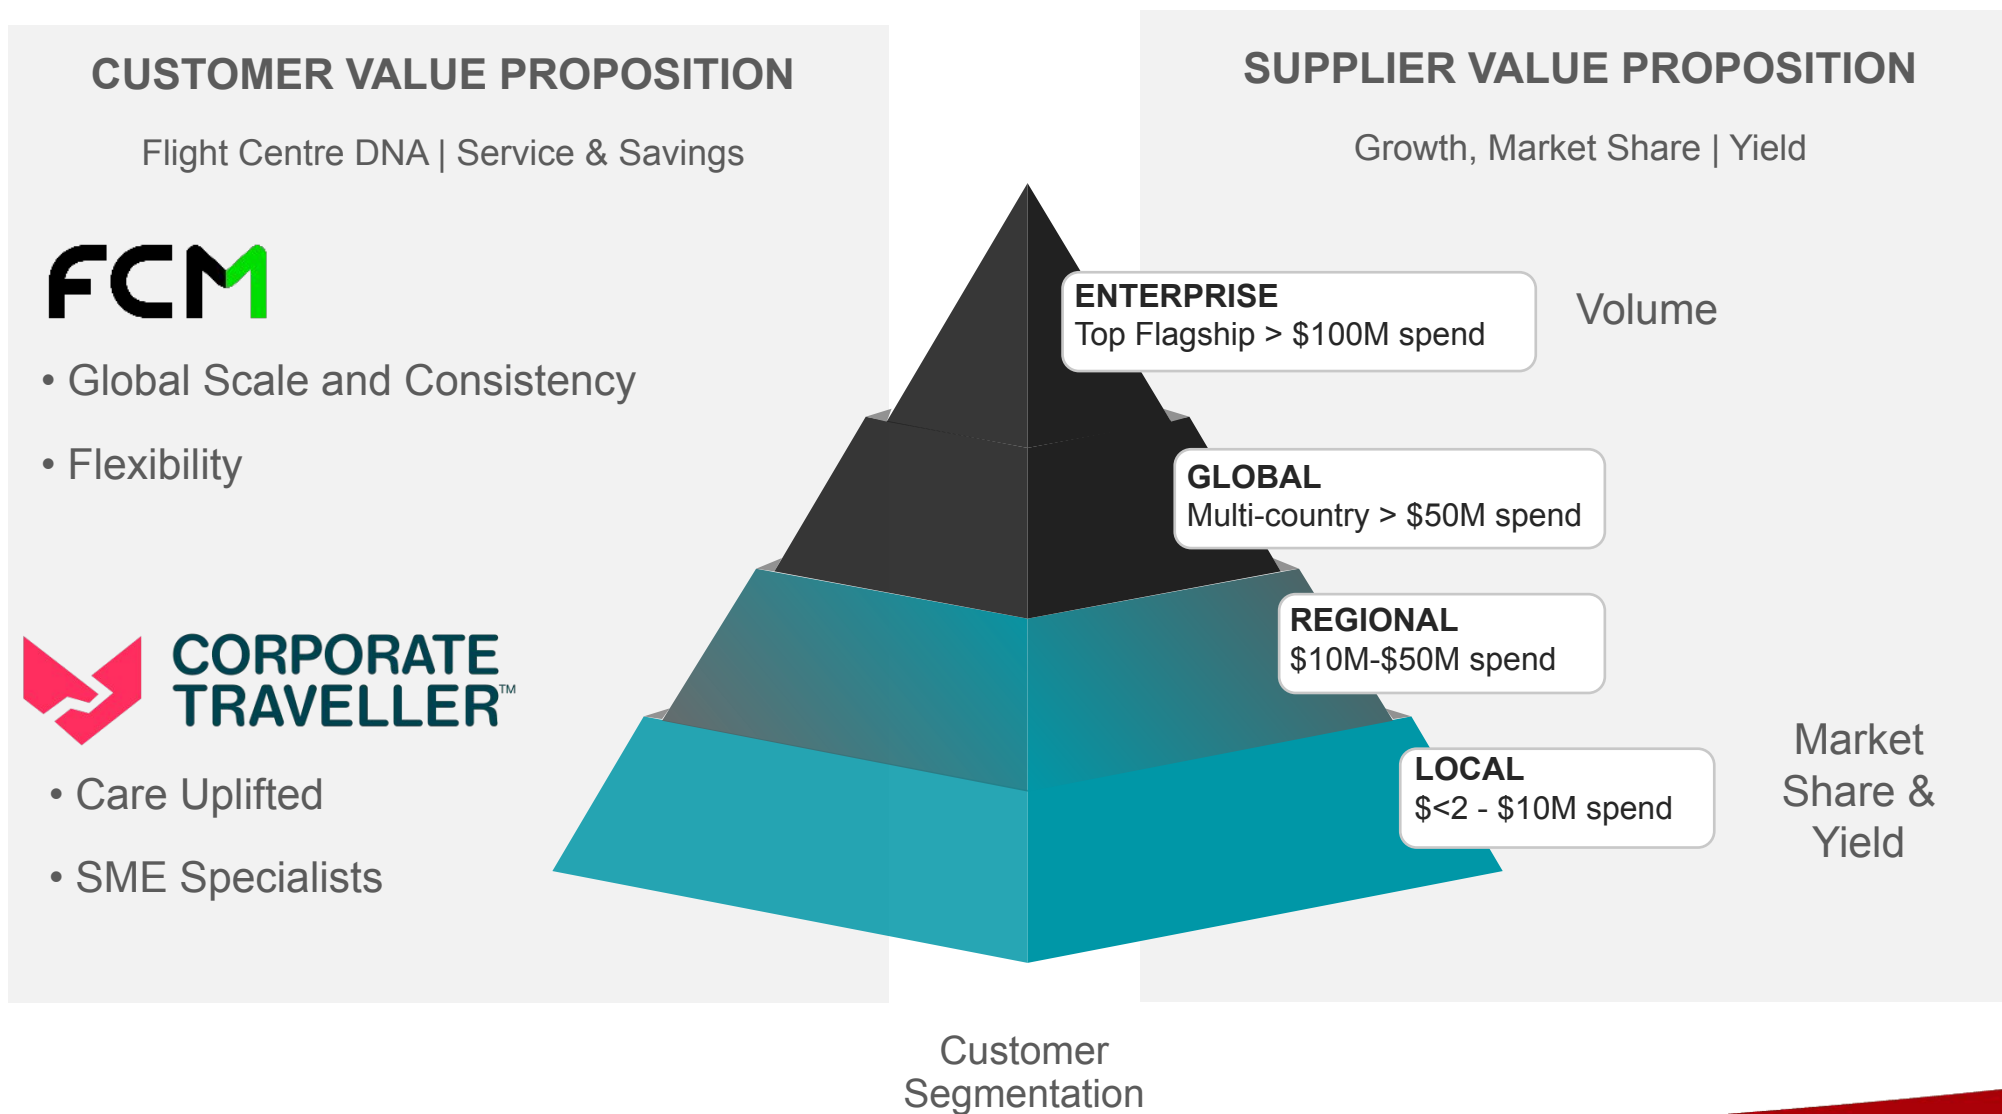 CUSTOMER VALUE PROPOSITION
Flight Centre DNA | Service & Savings
FCM
• Global Scale and Consistency
• Flexibility
CORPORATE
TRAVELLER™
• Care Uplifted
• SME Specialists
SUPPLIER VALUE PROPOSITION
Growth, Market Share | Yield
ENTERPRISE
Top Flagship > $100M spend
Volume
GLOBAL
Multi-country > $50M spend
REGIONAL
$10M-$50M spend
LOCAL
$<2 - $10M spend
Market
Share &
Yield
Customer
Segmentation